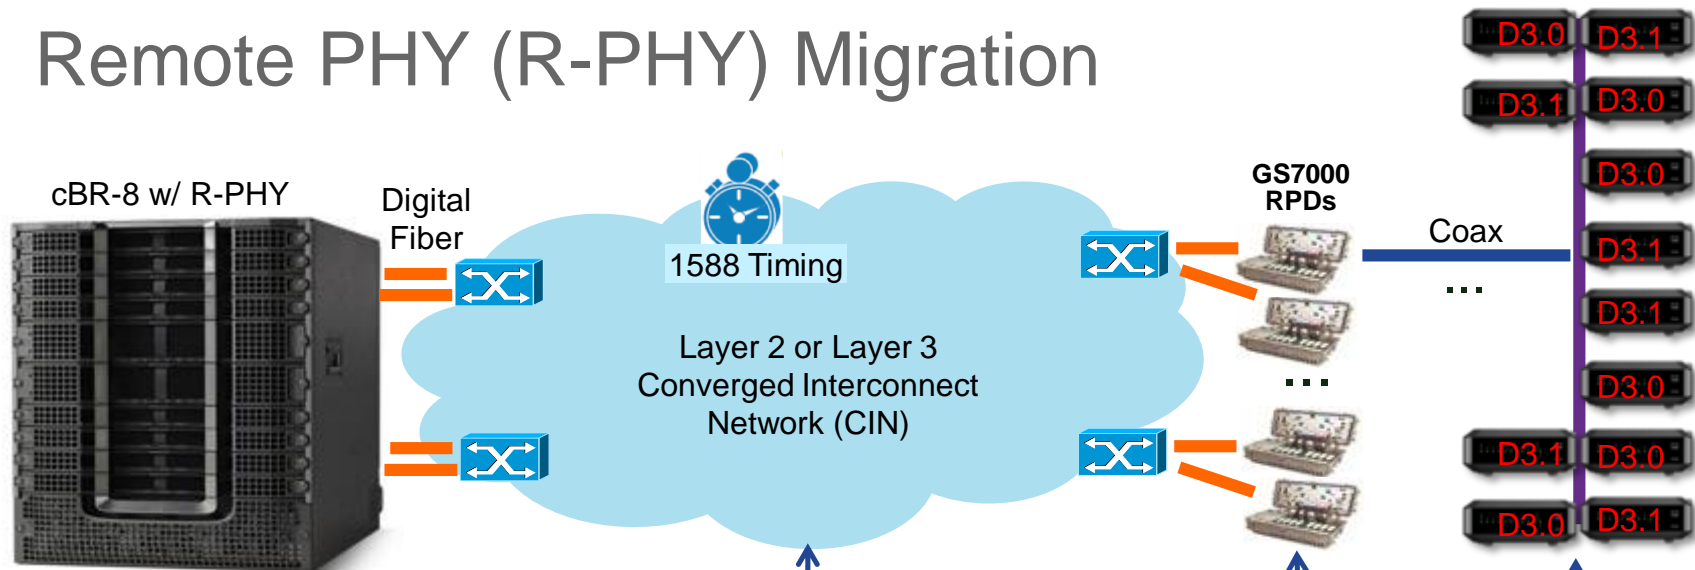 Remote PHY (R-PHY) Migration
cBR-8 w/ R-PHY
Digital
Fiber
1588 Timing
Layer 2 or Layer 3
Converged Interconnect
Network (CIN)
GS7000
RPDs
...
Coax
...
D3.0 D3.1
D3.1 D3.0
D3.0
D3.1
D3.1
D3.0
D3.1 D3.0
D3.0 D3.1